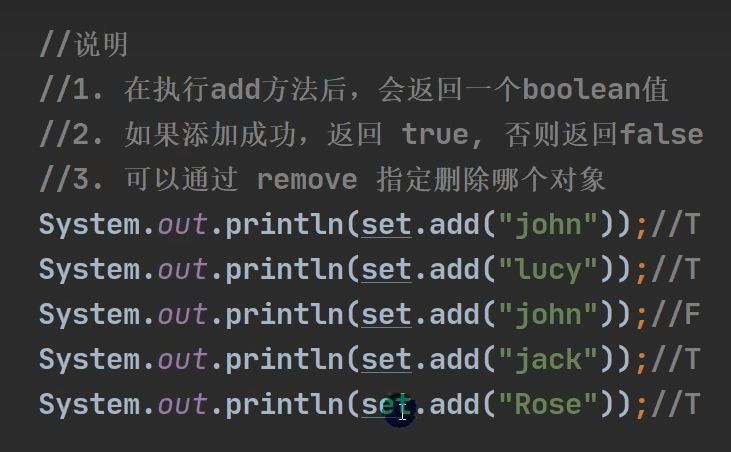 //说明
//1. 在执行add方法后，会返回一个boolean值
//2. 如果添加成功，返回 true, 否则返回false
//3. 可以通过 remove 指定删除哪个对象
System.out.println(set.add("john"));//T
System.out.println(set.add("lucy"));//T
System.out.println(set.add("john"));//F
System.out.println(set.add("jack"));//T
System.out.println(set.add("Rose"));//T